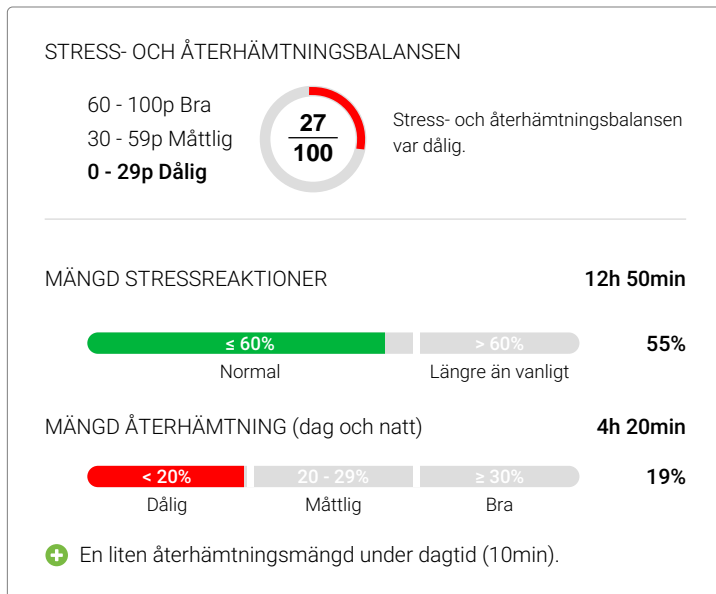 STRESS- OCH ÅTERHÄMTNINGSBALANSEN
60 - 100p Bra
30 - 59p Måttlig
0 - 29p Dålig
27
100
Stress- och återhämtningsbalansen
var dålig.
MÄNGD STRESSREAKTIONER 12h 50min
≤ 60% > 60% 55%
Normal Längre än vanligt
MÄNGD ÅTERHÄMTNING (dag och natt) 4h 20min
< 20% 20 - 29% ≥ 30% 19%
Dålig Måttlig Bra
En liten återhämtningsmängd under dagtid (10min).